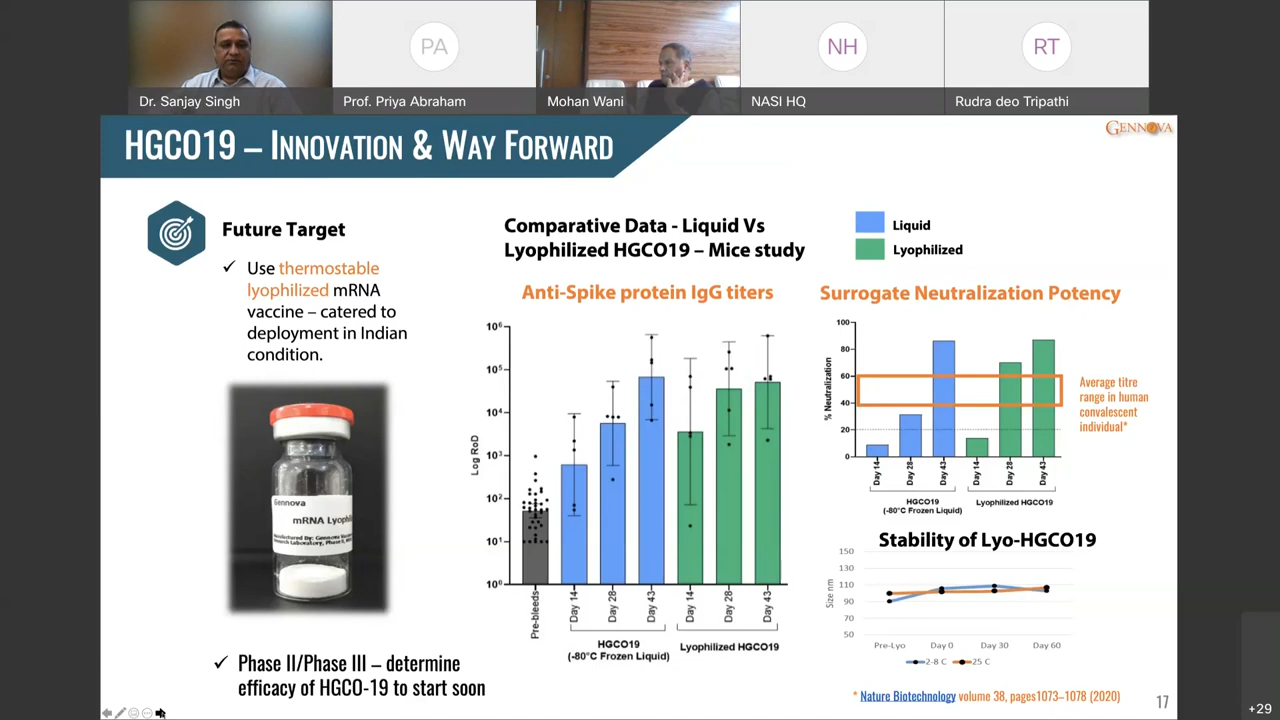 PA
NH
RT
Dr. Sanjay Singh
Prof. Priya Abraham
Mohan Wani
NASI HQ
Rudra deo Tripathi
HGCO19 – INNOVATION & WAY FORWARD
GENNOVA
Future Target
✓ Use thermostable
lyophilized mRNA
vaccine – catered to
deployment in Indian
condition.
Gennova
mRNA Lyophil
✓ Phase II/Phase III – determine
efficacy of HGCO-19 to start soon
Comparative Data - Liquid Vs
Lyophilized HGCO19 – Mice study
Liquid
Lyophilized
Anti-Spike protein IgG titers
Log RoD
10⁶
10⁵
10⁴
10³
10²
10¹
10⁰
Pre-bleeds
Day 14
Day 28
Day 43
Day 14
Day 28
Day 43
HGCO19
(-80°C Frozen Liquid)
Lyophilized HGCO19
Surrogate Neutralization Potency
% Neutralization
100
80
60
40
20
0
Day 14
Day 28
Day 43
Day 14
Day 28
Day 43
HGCO19
(-80°C Frozen Liquid)
Lyophilized HGCO19
Average titre
range in human
convalescent
individual*
Stability of Lyo-HGCO19
Size nm
150
130
110
90
70
50
Pre-Lyo
Day 0
Day 30
Day 60
2-8 C
25 C
* Nature Biotechnology volume 38, pages1073–1078 (2020)
17
+29